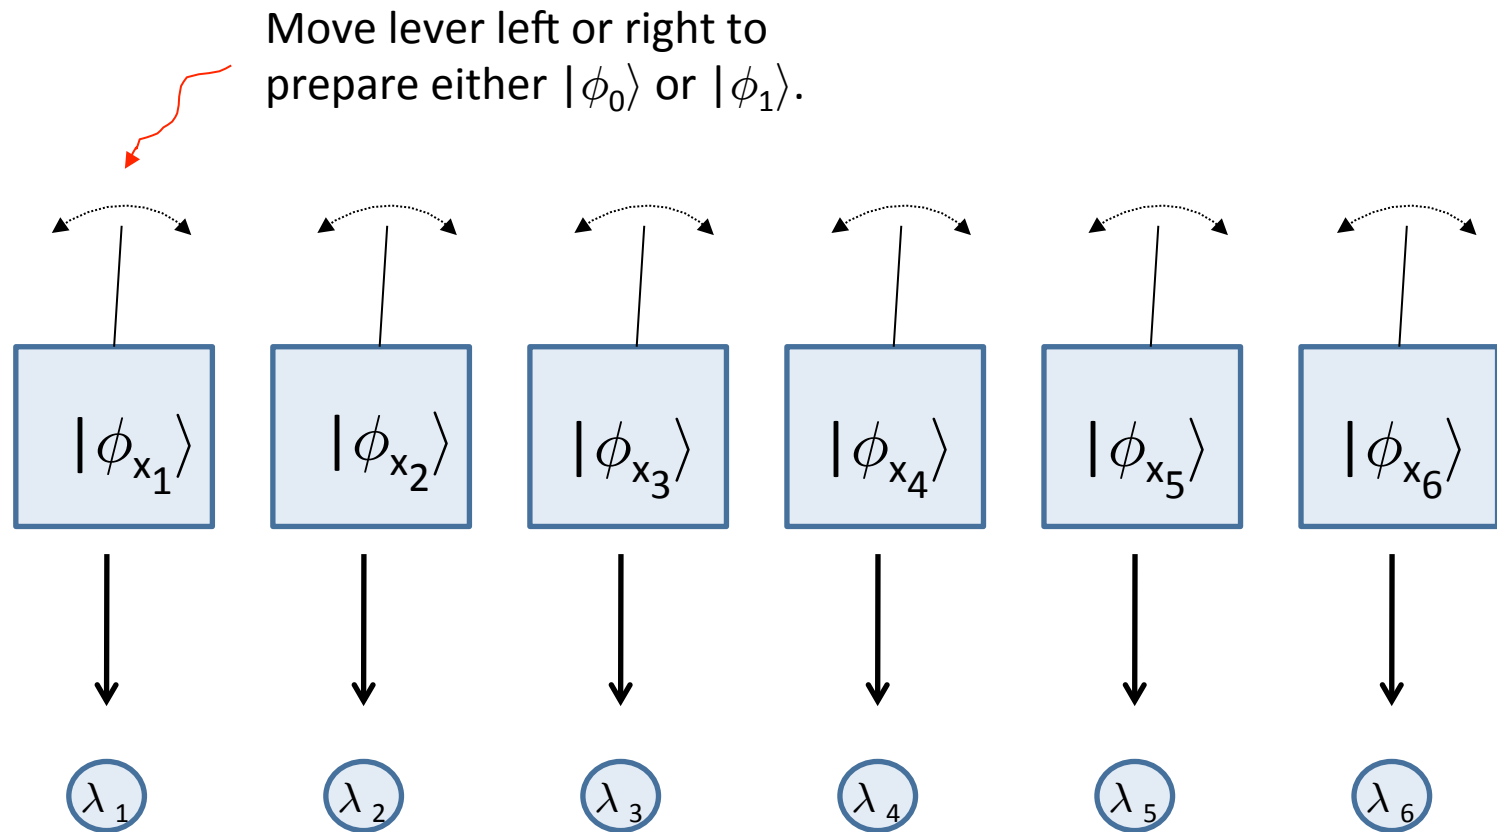 Move lever left or right to
prepare either |ϕ₀⟩ or |ϕ₁⟩.
|ϕx₁⟩ |ϕx₂⟩ |ϕx₃⟩ |ϕx₄⟩ |ϕx₅⟩ |ϕx₆⟩
λ₁ λ₂ λ₃ λ₄ λ₅ λ₆